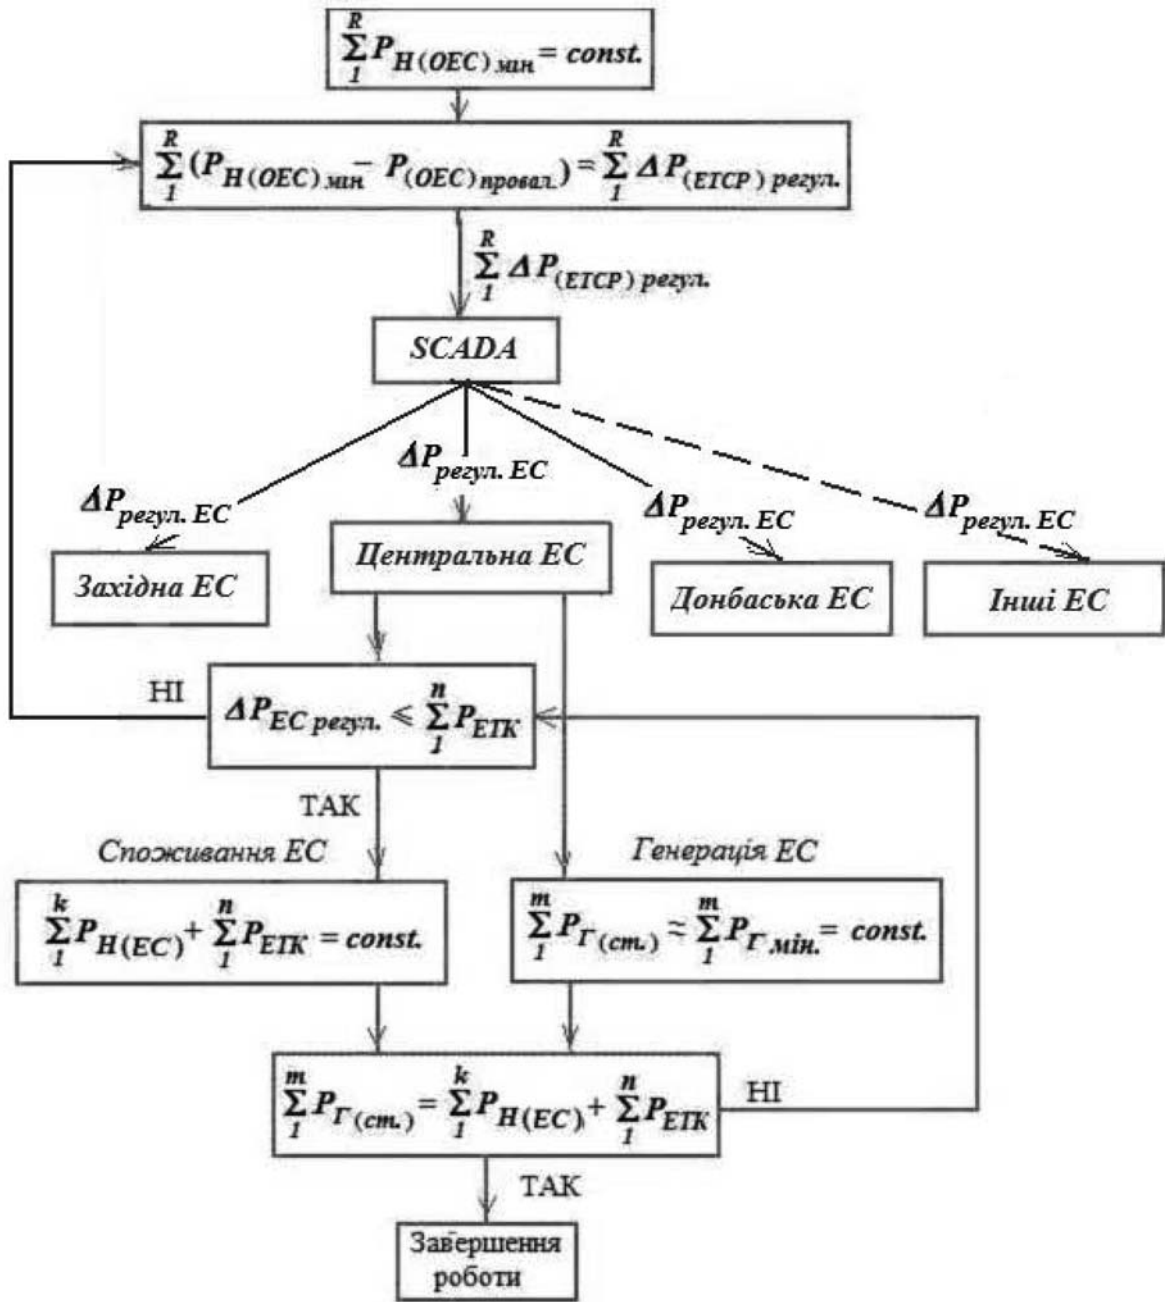 ∑₁ᴿ P_Н(ОЕС)мін = const.
∑₁ᴿ (P_Н(ОЕС)мін - P_(ОЕС)провал.) = ∑₁ᴿ ΔP_(ЕТСР) регул.
∑₁ᴿ ΔP_(ЕТСР) регул.
SCADA
ΔP_регул. ЕС
ΔP_регул. ЕС
ΔP_регул. ЕС
ΔP_регул. ЕС
Західна ЕС
Центральна ЕС
Донбаська ЕС
Інші ЕС
НІ
ΔP_ЕС регул. ⩽ ∑₁ⁿ P_ЕТК
ТАК
Споживання ЕС
Генерація ЕС
∑₁ᵏ P_Н(ЕС) + ∑₁ⁿ P_ЕТК = const.
∑₁ᵐ P_Г(ст.) ≈ ∑₁ᵐ P_Г мін. = const.
∑₁ᵐ P_Г(ст.) = ∑₁ᵏ P_Н(ЕС) + ∑₁ⁿ P_ЕТК
НІ
ТАК
Завершення
роботи